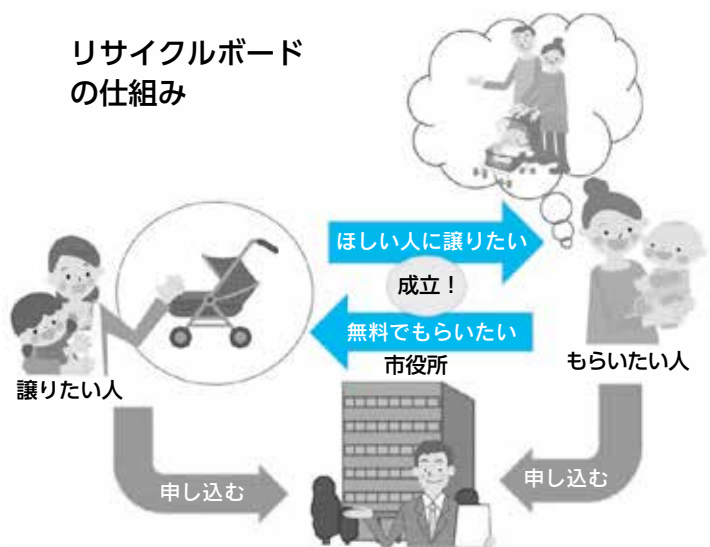 リサイクルボード
の仕組み
ほしい人に譲りたい
成立！
無料でもらいたい
市役所
譲りたい人
もらいたい人
申し込む
申し込む